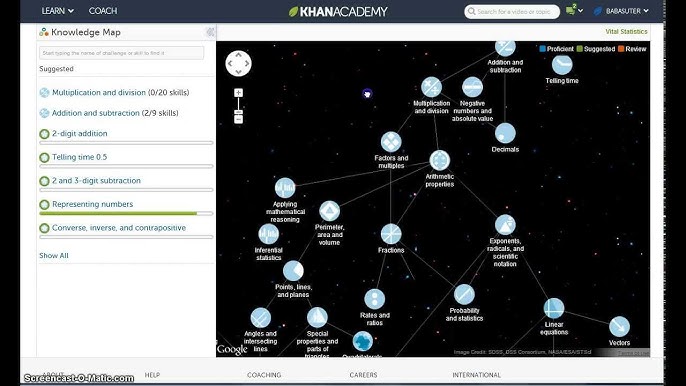 LEARN
COACH
KHANACADEMY
Search for a video or topic
2
BABASUTER
Knowledge Map
Vital Statistics
Start typing the name of challenge or skill to find it
Suggested
Multiplication and division (0/20 skills)
Addition and subtraction (2/9 skills)
2-digit addition
Telling time 0.5
2 and 3-digit subtraction
Representing numbers
Converse, inverse, and contrapositive
Show All
Proficient
Suggested
Review
Addition and
subtraction
Telling time
Multiplication
and division
Negative
numbers and
absolute value
Decimals
Factors and
multiples
Arithmetic
properties
Applying
mathematical
reasoning
Perimeter,
area and
volume
Inferential
statistics
Fractions
Exponents,
radicals, and
scientific
notation
Points, lines,
and planes
Rates and
ratios
Probability
and statistics
Angles and
intersecting
lines
Special
properties and
parts of
triangles
Quadrilaterals
Linear
equations
Vectors
Google
Image Credit: SDSS, DSS Consortium, NASA/ESA/STScI
ABOUT
HELP
COACHING
CAREERS
INTERNATIONAL
Screencast-O-Matic.com